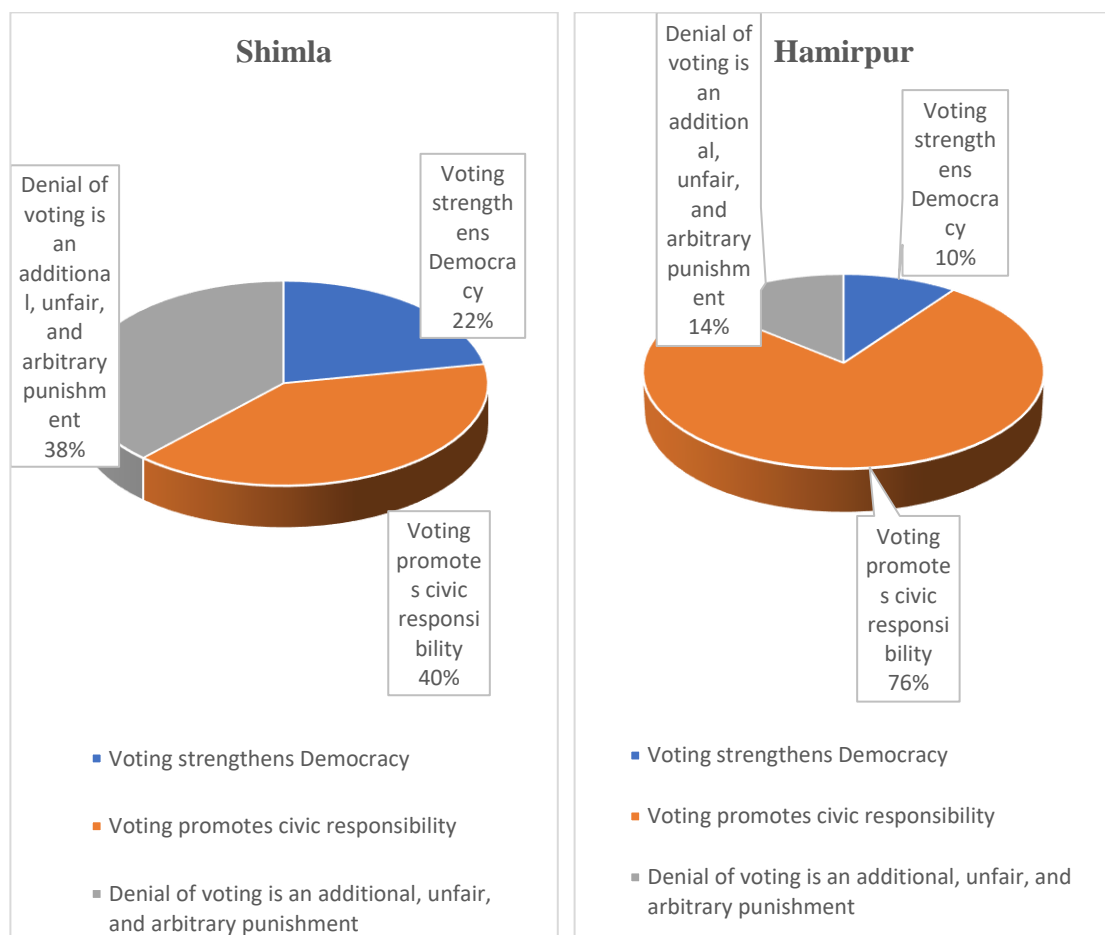 Shimla
Denial of
voting is
an
additiona
l, unfair,
and
arbitrary
punishm
ent
38%
Voting
strength
ens
Democra
cy
22%
Voting
promote
s civic
responsi
bility
40%
Voting strengthens Democracy
Voting promotes civic responsibility
Denial of voting is an additional, unfair,
and arbitrary punishment
Hamirpur
Denial of
voting is
an
addition
al,
unfair,
and
arbitrary
punishm
ent
14%
Voting
strength
ens
Democra
cy
10%
Voting
promote
s civic
responsi
bility
76%
Voting strengthens Democracy
Voting promotes civic responsibility
Denial of voting is an additional, unfair, and
arbitrary punishment